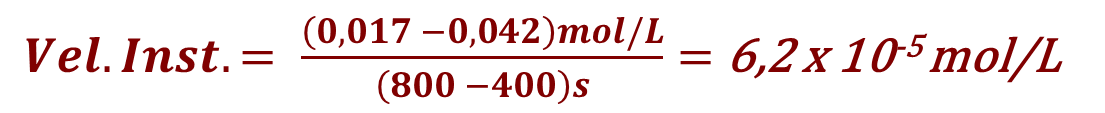 Vel. Inst. = (0,017 –0,042)mol/L / (800 –400)s = 6,2 x 10⁻⁵ mol/L